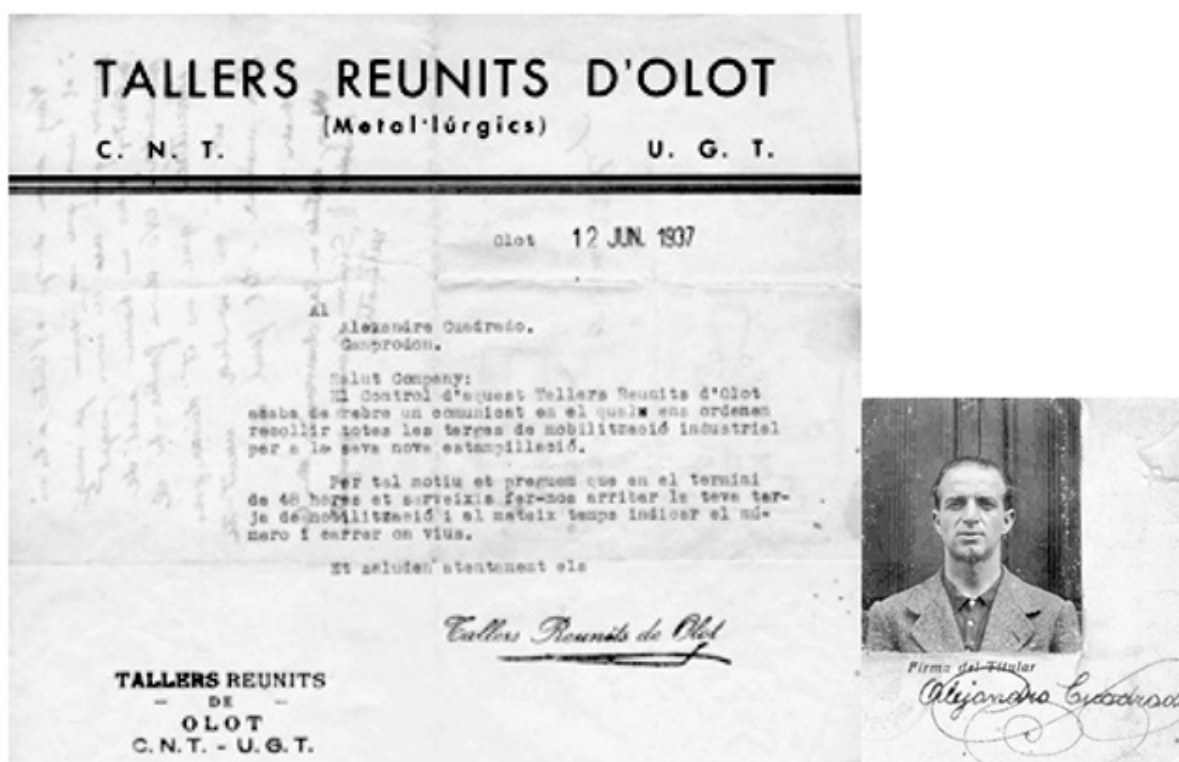 TALLERS REUNITS D'OLOT
(Metal·lúrgics)
C. N. T. U. G. T.
Olot 12 JUN. 1937
Al
Alexandre Cuadrado.
Camprodon.
Salut Company:
El Control d'aquest Tallers Reunits d'Olot
acaba de rebre un comunicat en el quals ens ordenen
recollir totes les targes de mobilització industrial
per a la seva nova estampillació.
Per tal motiu et preguem que en el termini
de 48 hores et serveixis fer-nos arribar la teva tar-
ja de mobilització i al mateix temps indicar el nú-
mero i carrer on vius.
Et saluden atentament els
Tallers Reunits de Olot
TALLERS REUNITS
- DE -
OLOT
C. N. T. - U. G. T.
Firma del Titular
Alejandro Cuadrado